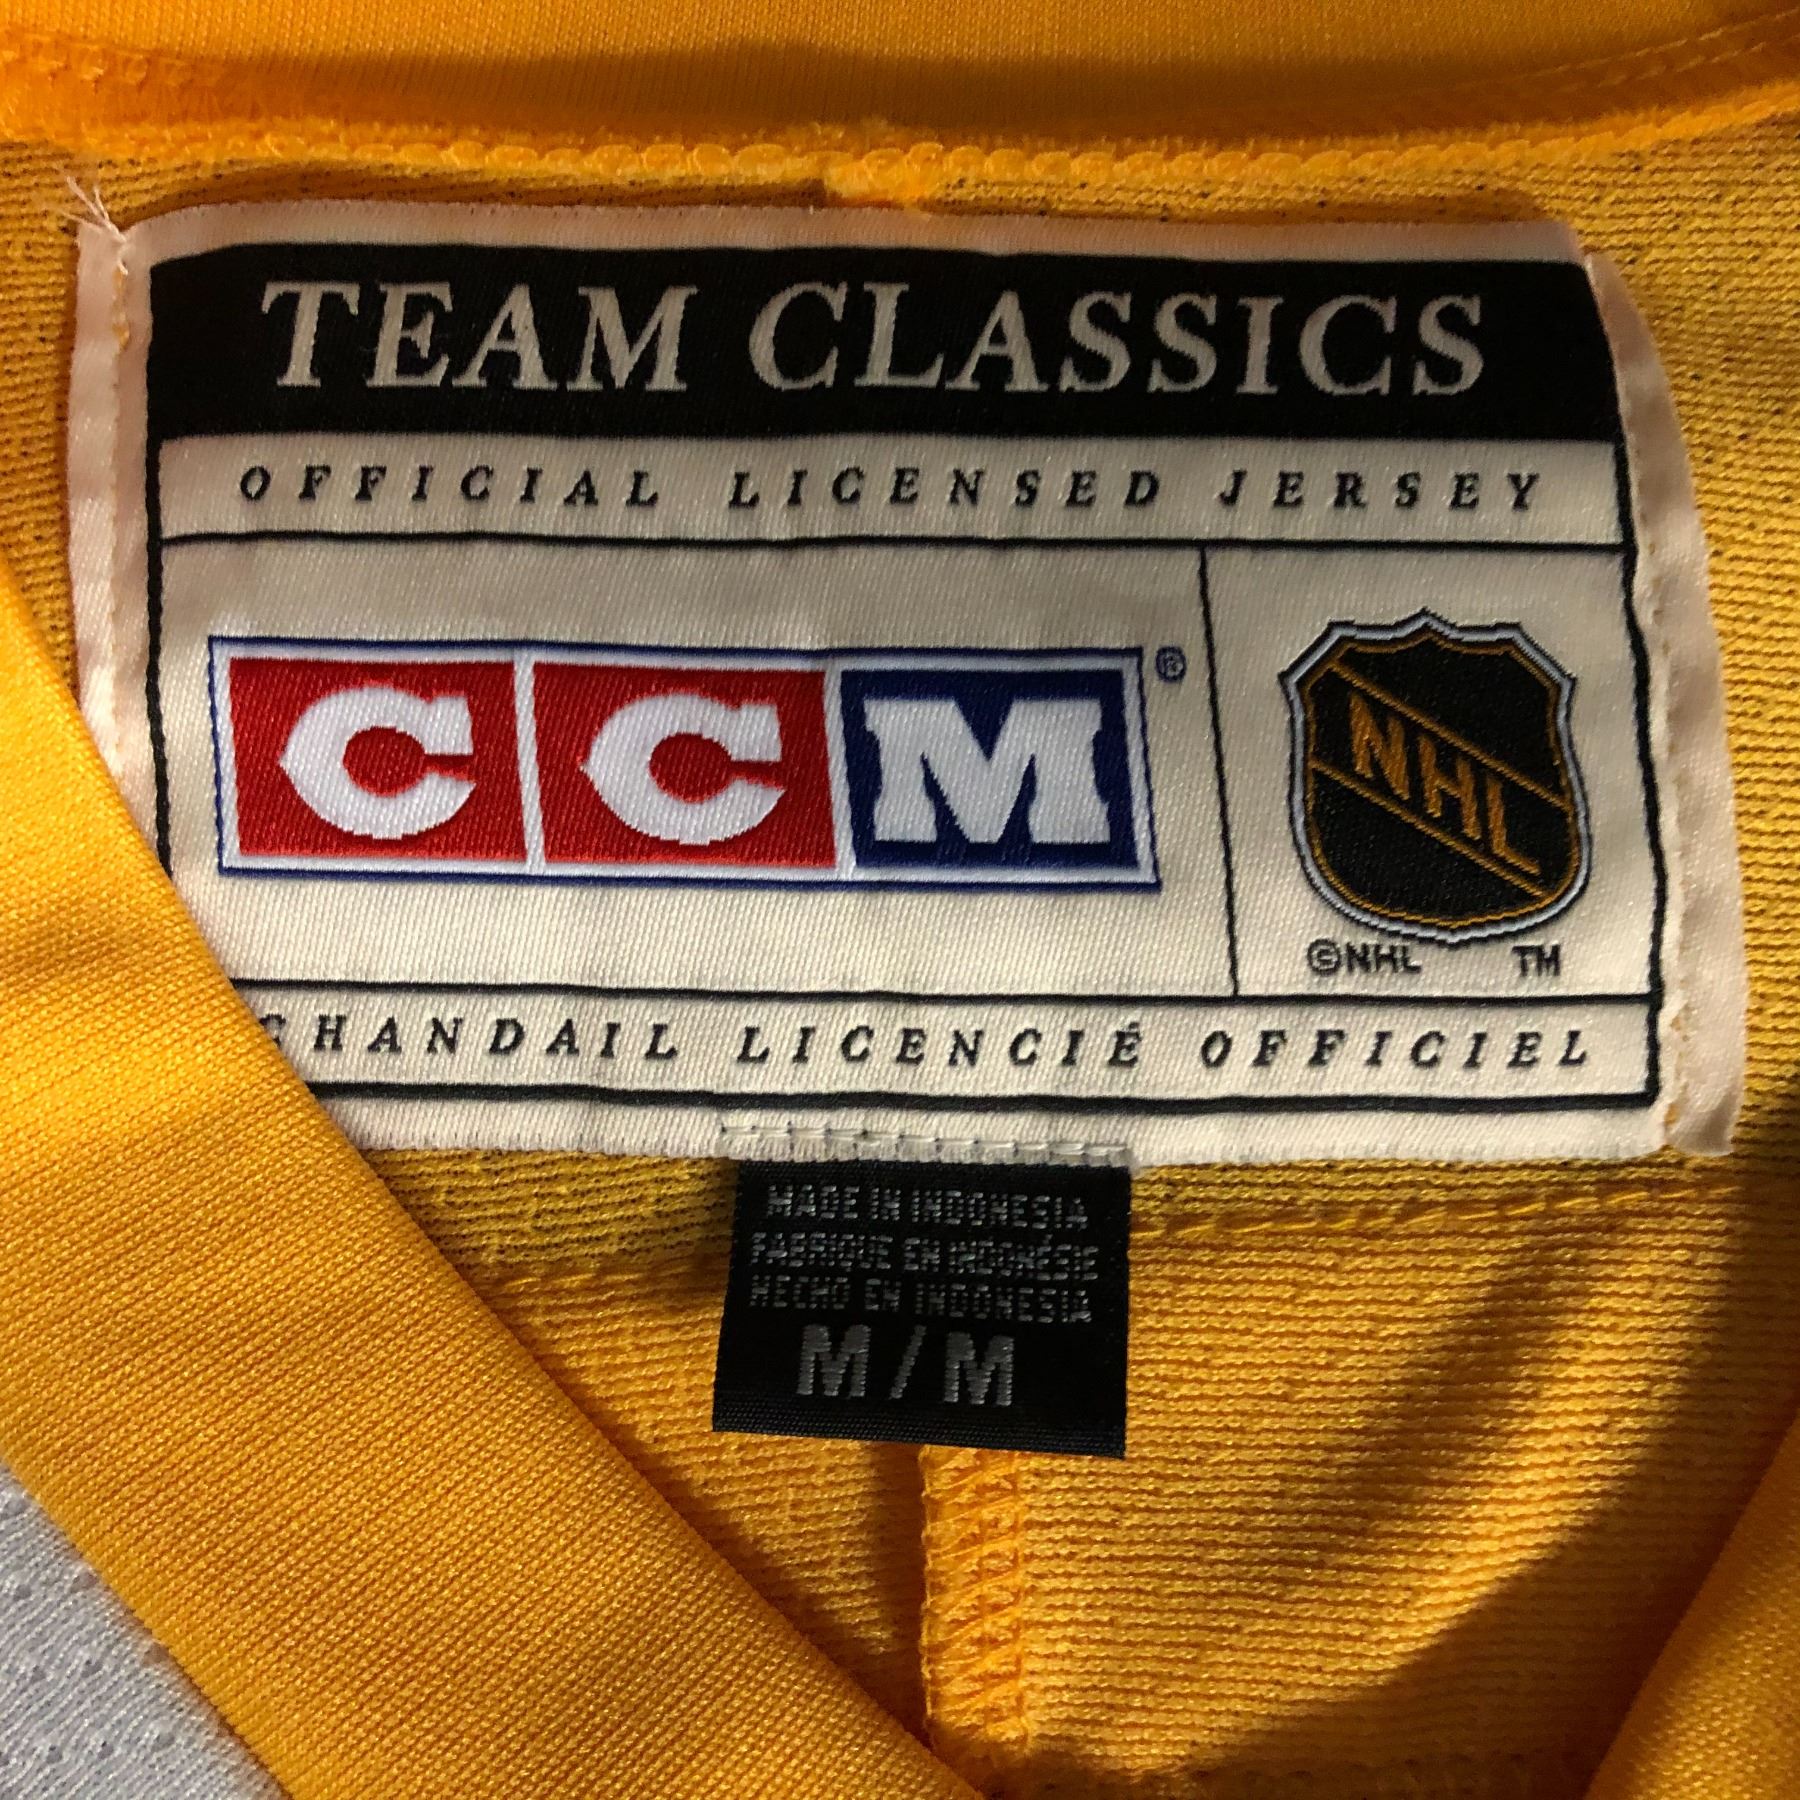 TEAM CLASSICS
OFFICIAL LICENSED JERSEY
CCM®
NHL
©NHL TM
CHANDAIL LICENCIÉ OFFICIEL
MADE IN INDONESIA
FABRIQUE EN INDONÉSIE
HECHO EN INDONESIA
M/M